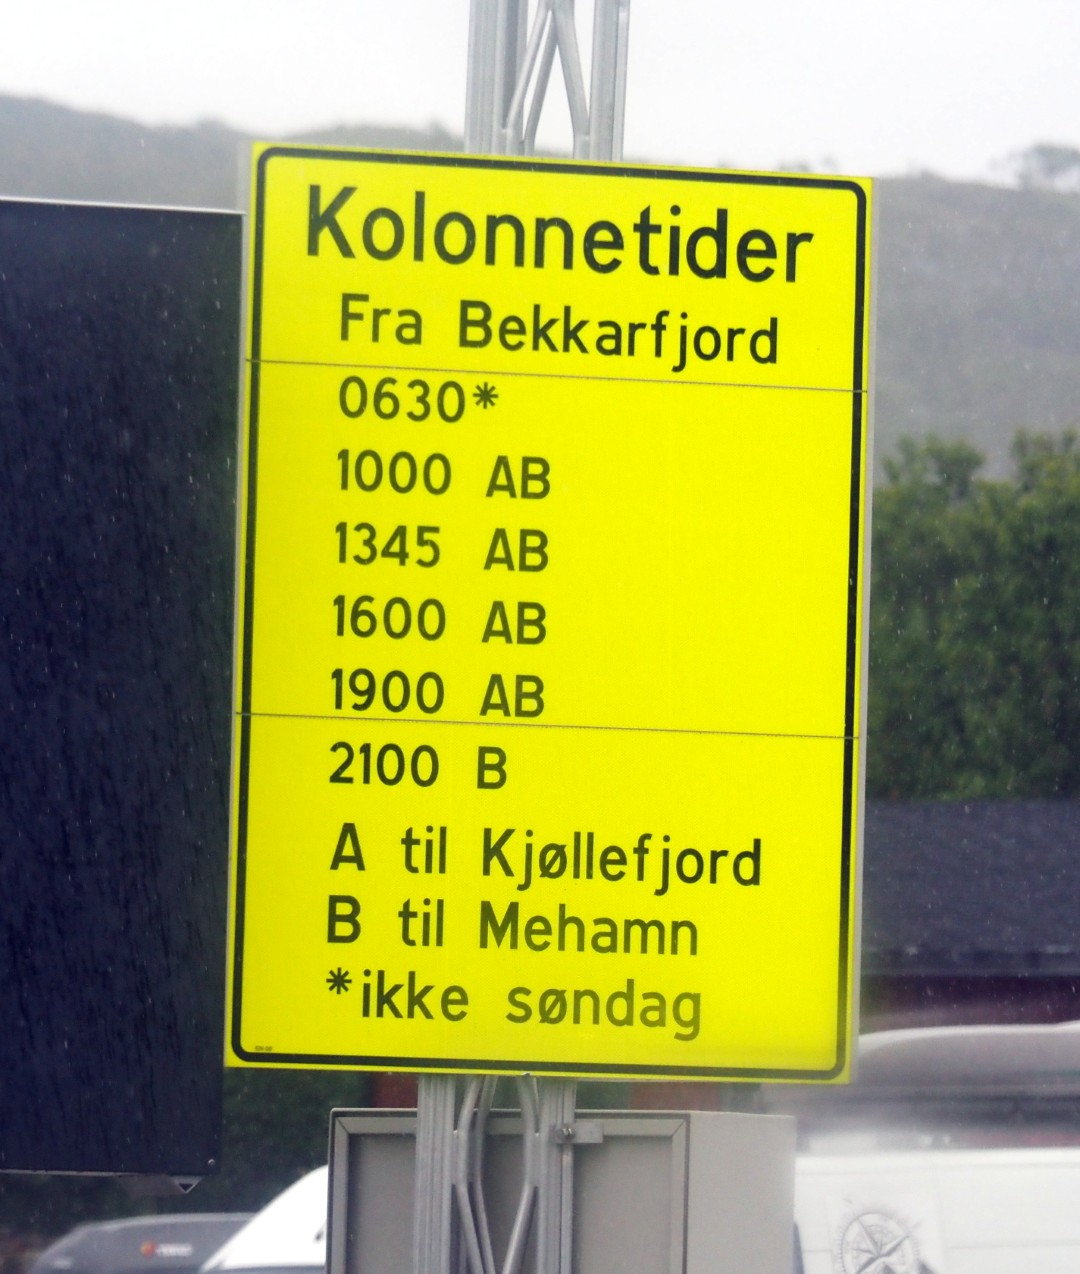 Kolonnetider
Fra Bekkarfjord
0630*
1000 AB
1345 AB
1600 AB
1900 AB
2100 B
A til Kjøllefjord
B til Mehamn
*ikke søndag